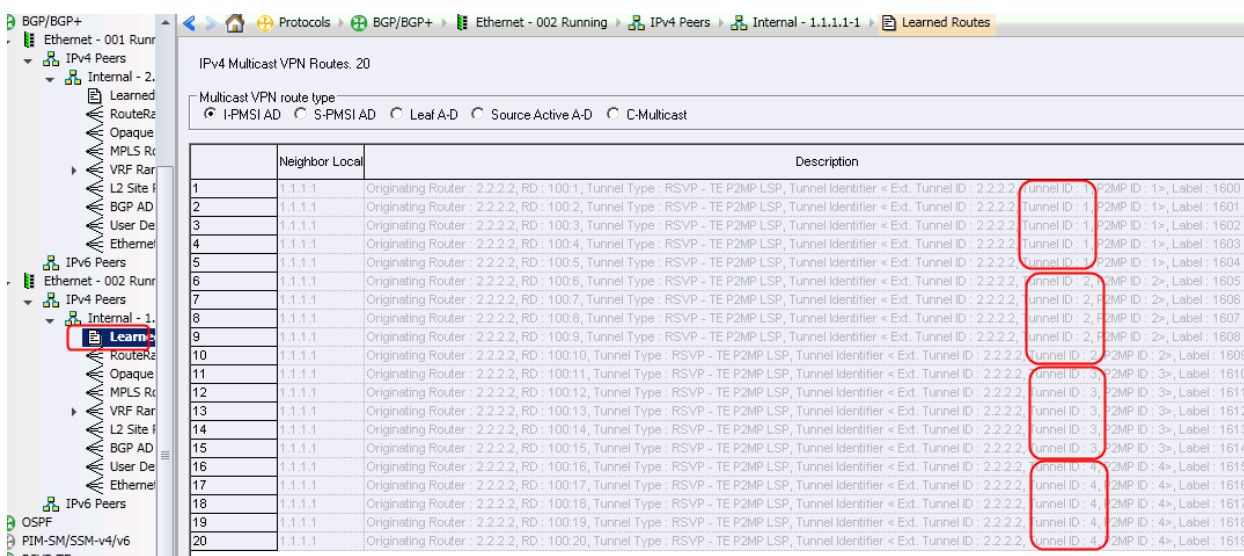 BGP/BGP+
Ethernet - 001 Runr
IPv4 Peers
Internal - 2.
Learned
RouteRa
Opaque
MPLS Ro
VRF Ran
L2 Site
BGP AD
User De
Ethernet
IPv6 Peers
Ethernet - 002 Runr
IPv4 Peers
Internal - 1.
Learne
RouteRa
Opaque
MPLS Ro
VRF Ran
L2 Site
BGP AD
User De
Ethernet
IPv6 Peers
OSPF
PIM-SM/SSM-v4/v6
Protocols BGP/BGP+ Ethernet - 002 Running IPv4 Peers Internal - 1.1.1.1-1 Learned Routes
IPv4 Multicast VPN Routes. 20
Multicast VPN route type
I-PMSI AD S-PMSI AD Leaf A-D Source Active A-D C-Multicast
Neighbor Local Description
1 1.1.1.1 Originating Router : 2.2.2.2, RD : 100:1, Tunnel Type : RSVP - TE P2MP LSP, Tunnel Identifier < Ext. Tunnel ID : 2.2.2.2, Tunnel ID : 1, P2MP ID : 1>, Label : 1600
2 1.1.1.1 Originating Router : 2.2.2.2, RD : 100:2, Tunnel Type : RSVP - TE P2MP LSP, Tunnel Identifier < Ext. Tunnel ID : 2.2.2.2, Tunnel ID : 1, P2MP ID : 1>, Label : 1601
3 1.1.1.1 Originating Router : 2.2.2.2, RD : 100:3, Tunnel Type : RSVP - TE P2MP LSP, Tunnel Identifier < Ext. Tunnel ID : 2.2.2.2, Tunnel ID : 1, P2MP ID : 1>, Label : 1602
4 1.1.1.1 Originating Router : 2.2.2.2, RD : 100:4, Tunnel Type : RSVP - TE P2MP LSP, Tunnel Identifier < Ext. Tunnel ID : 2.2.2.2, Tunnel ID : 1, P2MP ID : 1>, Label : 1603
5 1.1.1.1 Originating Router : 2.2.2.2, RD : 100:5, Tunnel Type : RSVP - TE P2MP LSP, Tunnel Identifier < Ext. Tunnel ID : 2.2.2.2, Tunnel ID : 1, P2MP ID : 1>, Label : 1604
6 1.1.1.1 Originating Router : 2.2.2.2, RD : 100:6, Tunnel Type : RSVP - TE P2MP LSP, Tunnel Identifier < Ext. Tunnel ID : 2.2.2.2, Tunnel ID : 2, P2MP ID : 2>, Label : 1605
7 1.1.1.1 Originating Router : 2.2.2.2, RD : 100:7, Tunnel Type : RSVP - TE P2MP LSP, Tunnel Identifier < Ext. Tunnel ID : 2.2.2.2, Tunnel ID : 2, P2MP ID : 2>, Label : 1606
8 1.1.1.1 Originating Router : 2.2.2.2, RD : 100:8, Tunnel Type : RSVP - TE P2MP LSP, Tunnel Identifier < Ext. Tunnel ID : 2.2.2.2, Tunnel ID : 2, P2MP ID : 2>, Label : 1607
9 1.1.1.1 Originating Router : 2.2.2.2, RD : 100:9, Tunnel Type : RSVP - TE P2MP LSP, Tunnel Identifier < Ext. Tunnel ID : 2.2.2.2, Tunnel ID : 2, P2MP ID : 2>, Label : 1608
10 1.1.1.1 Originating Router : 2.2.2.2, RD : 100:10, Tunnel Type : RSVP - TE P2MP LSP, Tunnel Identifier < Ext. Tunnel ID : 2.2.2.2, Tunnel ID : 2, P2MP ID : 2>, Label : 1609
11 1.1.1.1 Originating Router : 2.2.2.2, RD : 100:11, Tunnel Type : RSVP - TE P2MP LSP, Tunnel Identifier < Ext. Tunnel ID : 2.2.2.2, Tunnel ID : 3, P2MP ID : 3>, Label : 1610
12 1.1.1.1 Originating Router : 2.2.2.2, RD : 100:12, Tunnel Type : RSVP - TE P2MP LSP, Tunnel Identifier < Ext. Tunnel ID : 2.2.2.2, Tunnel ID : 3, P2MP ID : 3>, Label : 1611
13 1.1.1.1 Originating Router : 2.2.2.2, RD : 100:13, Tunnel Type : RSVP - TE P2MP LSP, Tunnel Identifier < Ext. Tunnel ID : 2.2.2.2, Tunnel ID : 3, P2MP ID : 3>, Label : 1612
14 1.1.1.1 Originating Router : 2.2.2.2, RD : 100:14, Tunnel Type : RSVP - TE P2MP LSP, Tunnel Identifier < Ext. Tunnel ID : 2.2.2.2, Tunnel ID : 3, P2MP ID : 3>, Label : 1613
15 1.1.1.1 Originating Router : 2.2.2.2, RD : 100:15, Tunnel Type : RSVP - TE P2MP LSP, Tunnel Identifier < Ext. Tunnel ID : 2.2.2.2, Tunnel ID : 3, P2MP ID : 3>, Label : 1614
16 1.1.1.1 Originating Router : 2.2.2.2, RD : 100:16, Tunnel Type : RSVP - TE P2MP LSP, Tunnel Identifier < Ext. Tunnel ID : 2.2.2.2, Tunnel ID : 4, P2MP ID : 4>, Label : 1615
17 1.1.1.1 Originating Router : 2.2.2.2, RD : 100:17, Tunnel Type : RSVP - TE P2MP LSP, Tunnel Identifier < Ext. Tunnel ID : 2.2.2.2, Tunnel ID : 4, P2MP ID : 4>, Label : 1616
18 1.1.1.1 Originating Router : 2.2.2.2, RD : 100:18, Tunnel Type : RSVP - TE P2MP LSP, Tunnel Identifier < Ext. Tunnel ID : 2.2.2.2, Tunnel ID : 4, P2MP ID : 4>, Label : 1617
19 1.1.1.1 Originating Router : 2.2.2.2, RD : 100:19, Tunnel Type : RSVP - TE P2MP LSP, Tunnel Identifier < Ext. Tunnel ID : 2.2.2.2, Tunnel ID : 4, P2MP ID : 4>, Label : 1618
20 1.1.1.1 Originating Router : 2.2.2.2, RD : 100:20, Tunnel Type : RSVP - TE P2MP LSP, Tunnel Identifier < Ext. Tunnel ID : 2.2.2.2, Tunnel ID : 4, P2MP ID : 4>, Label : 1619